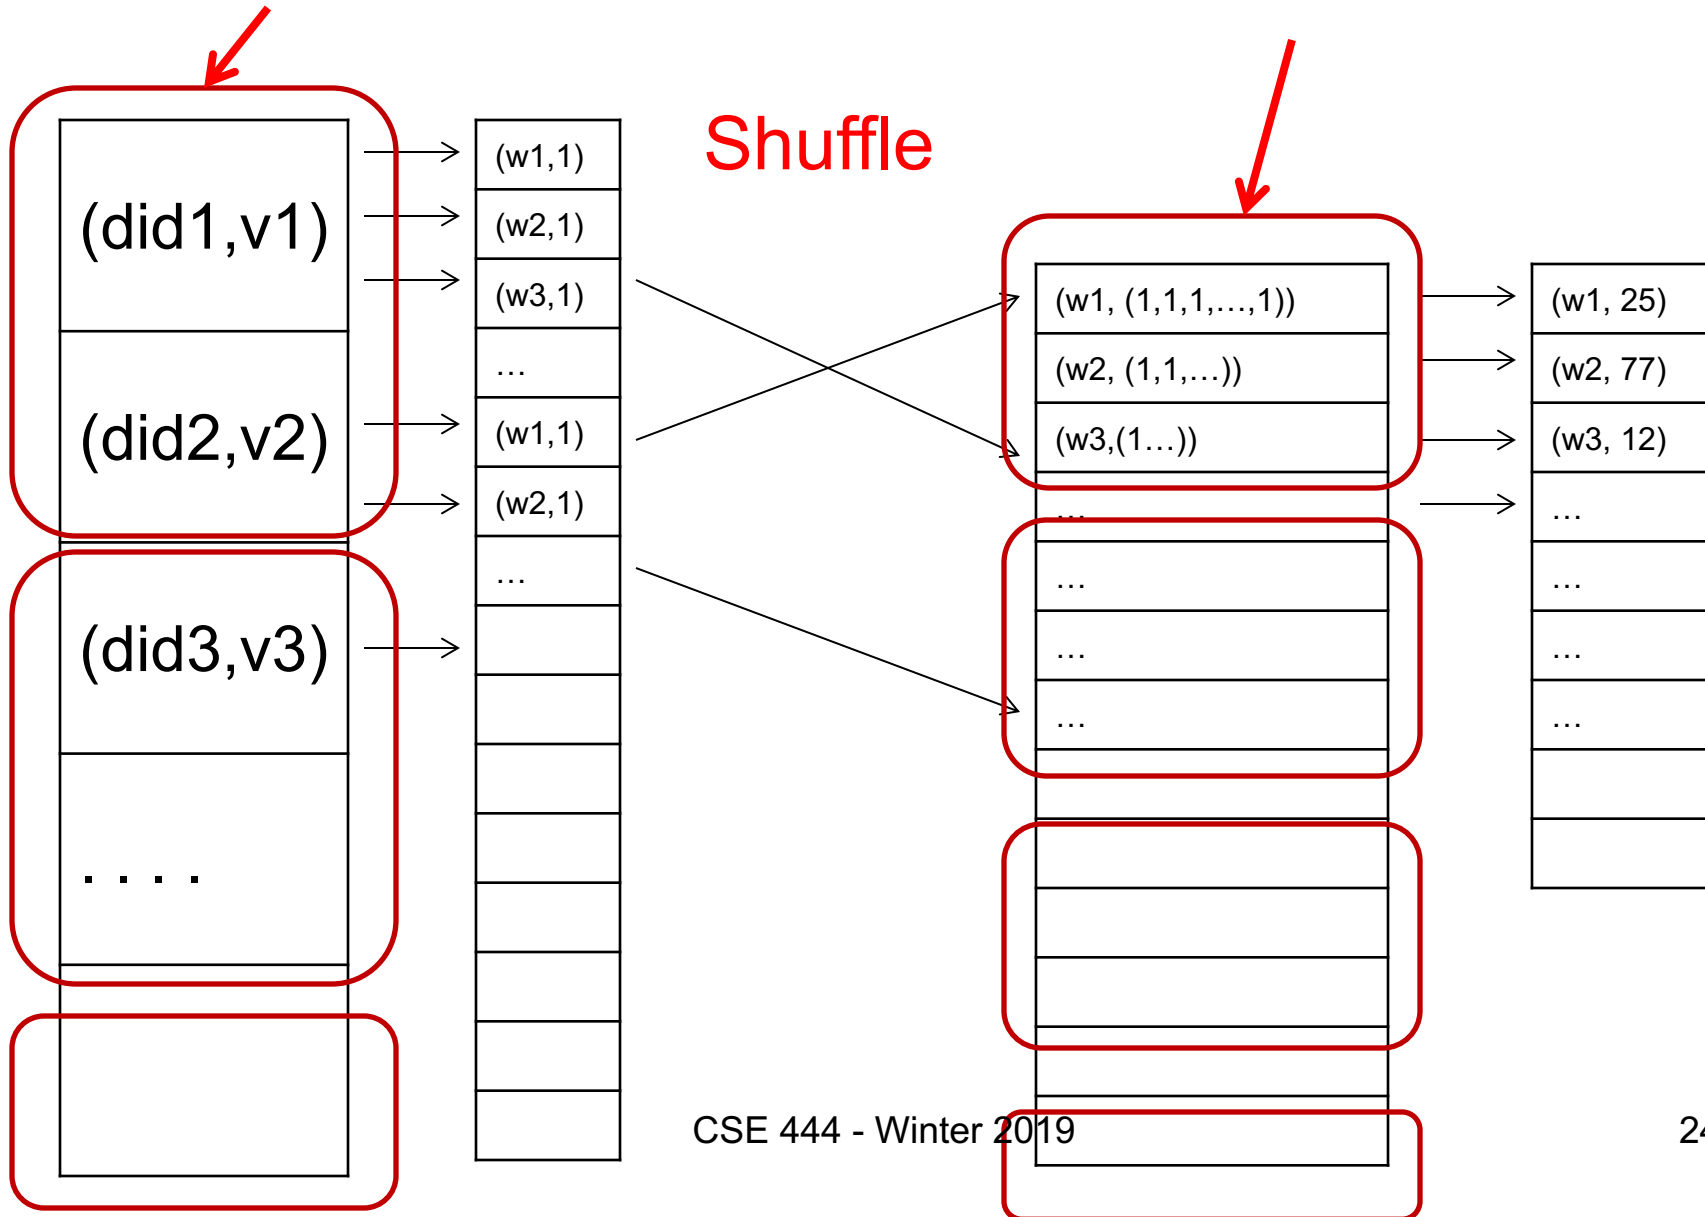 Shuffle
(did1,v1)
(did2,v2)
(did3,v3)
. . . .
(w1,1)
(w2,1)
(w3,1)
…
(w1,1)
(w2,1)
…
(w1, (1,1,1,…,1))
(w2, (1,1,…))
(w3,(1…))
…
…
…
…
(w1, 25)
(w2, 77)
(w3, 12)
…
…
…
…
CSE 444 - Winter 2019
24